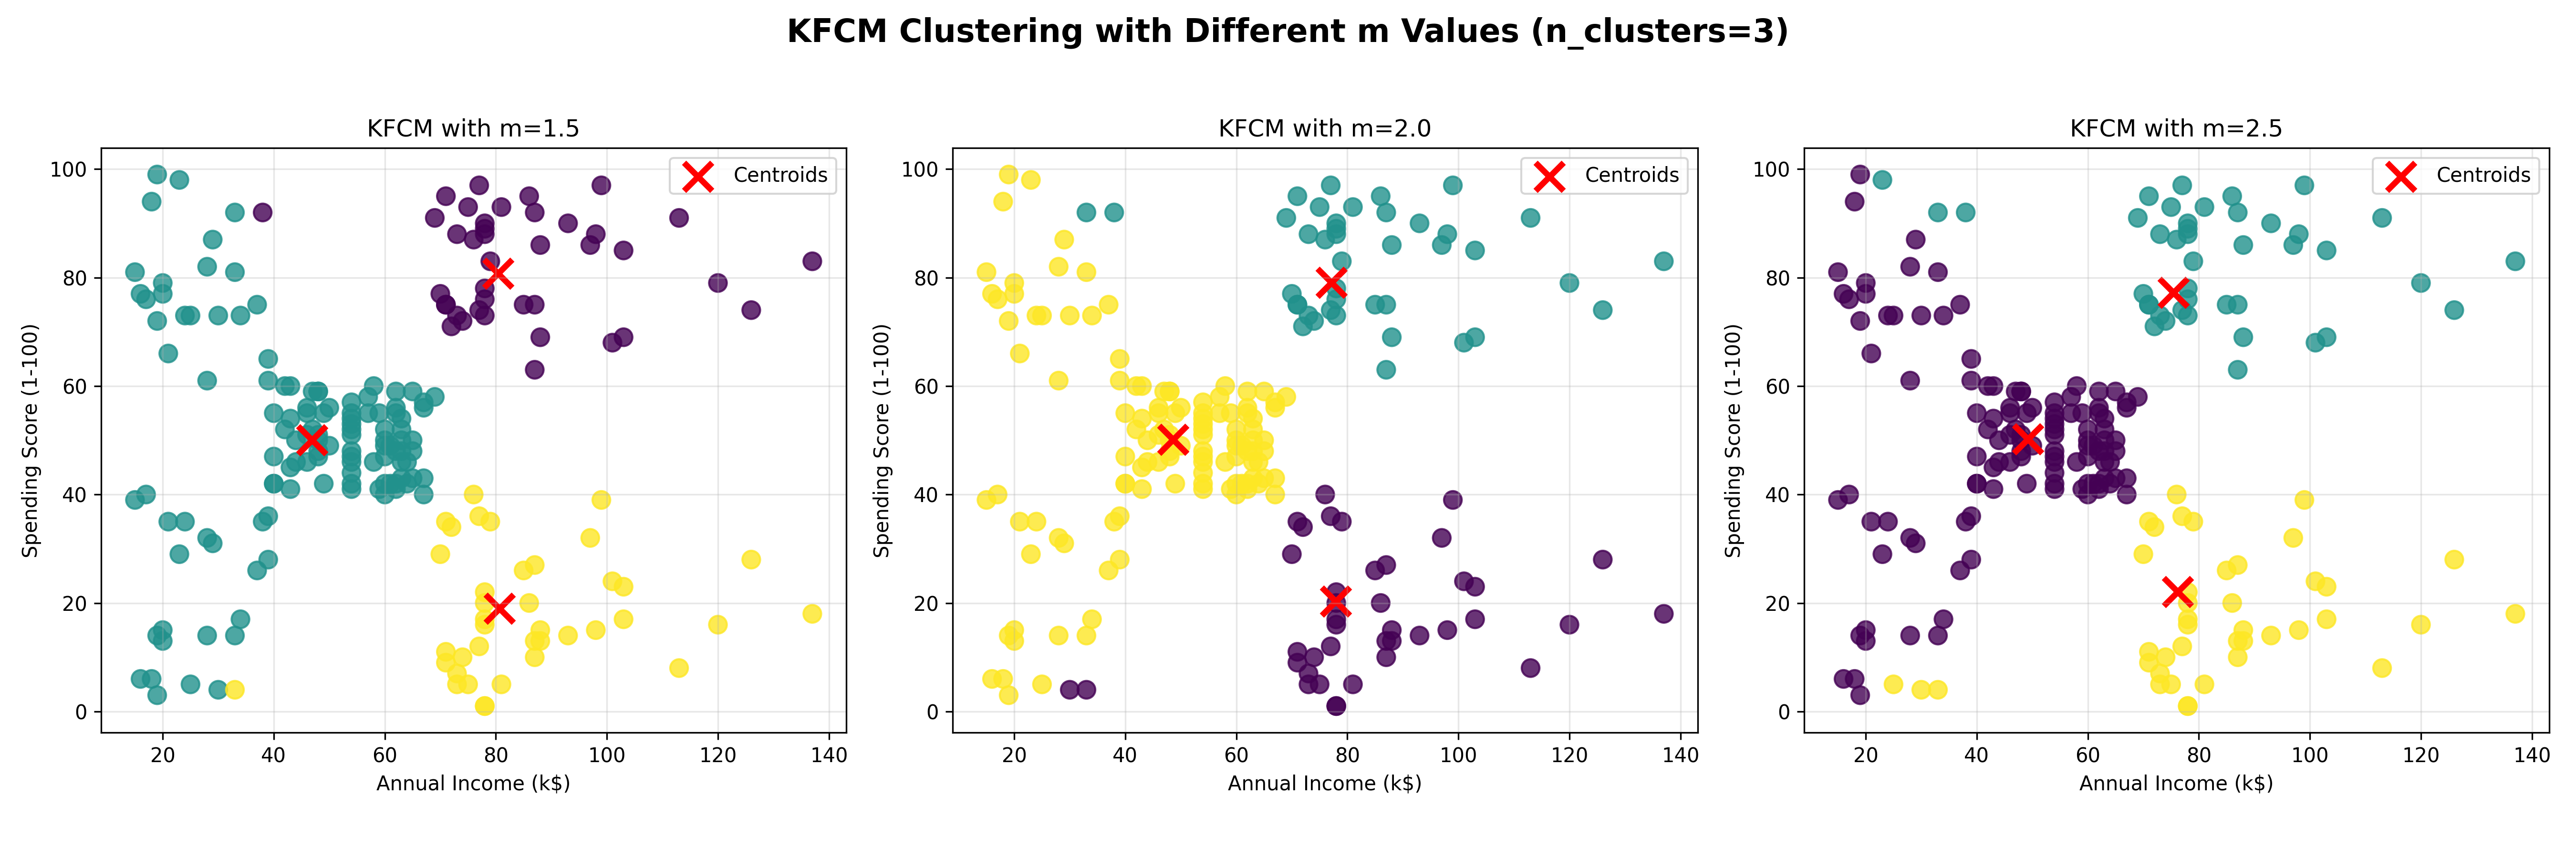 KFCM Clustering with Different m Values (n_clusters=3)
KFCM with m=1.5
Centroids
100
80
60
40
20
0
Spending Score (1-100)
20 40 60 80 100 120 140
Annual Income (k$)
KFCM with m=2.0
Centroids
100
80
60
40
20
0
Spending Score (1-100)
20 40 60 80 100 120 140
Annual Income (k$)
KFCM with m=2.5
Centroids
100
80
60
40
20
0
Spending Score (1-100)
20 40 60 80 100 120 140
Annual Income (k$)